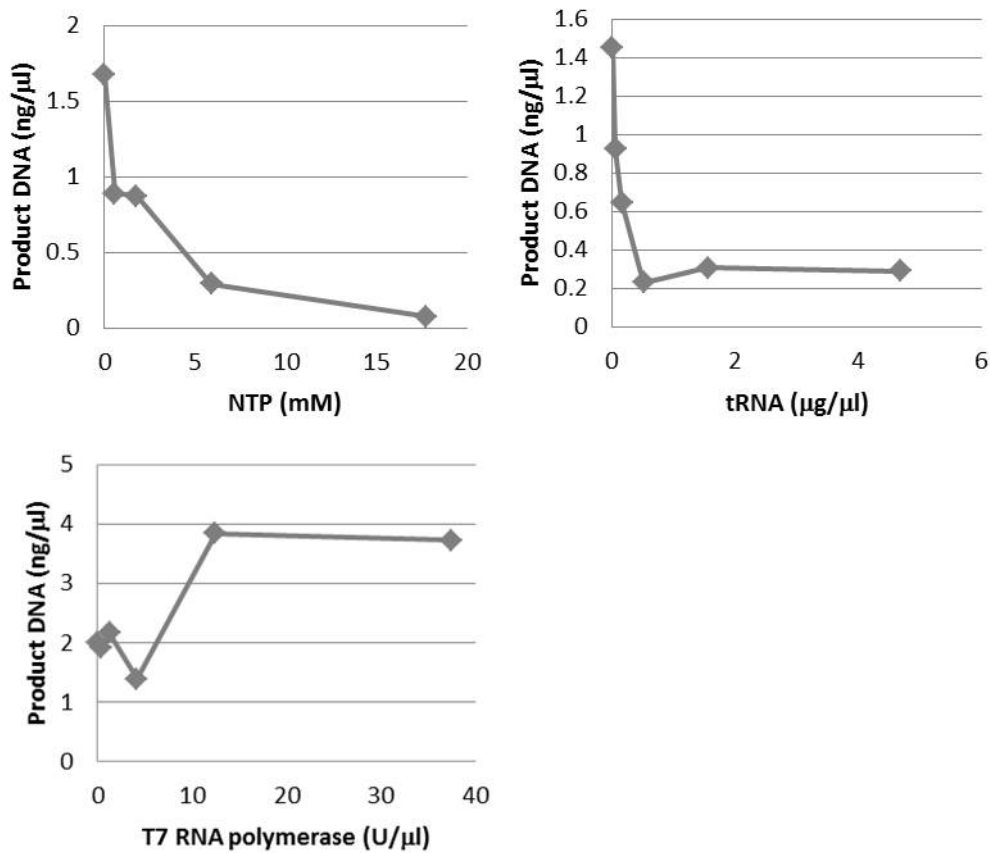 Product DNA (ng/μl)
2
1.5
1
0.5
0
0 5 10 15 20
NTP (mM)
Product DNA (ng/μl)
1.6
1.4
1.2
1
0.8
0.6
0.4
0.2
0
0 2 4 6
tRNA (μg/μl)
Product DNA (ng/μl)
5
4
3
2
1
0
0 10 20 30 40
T7 RNA polymerase (U/μl)